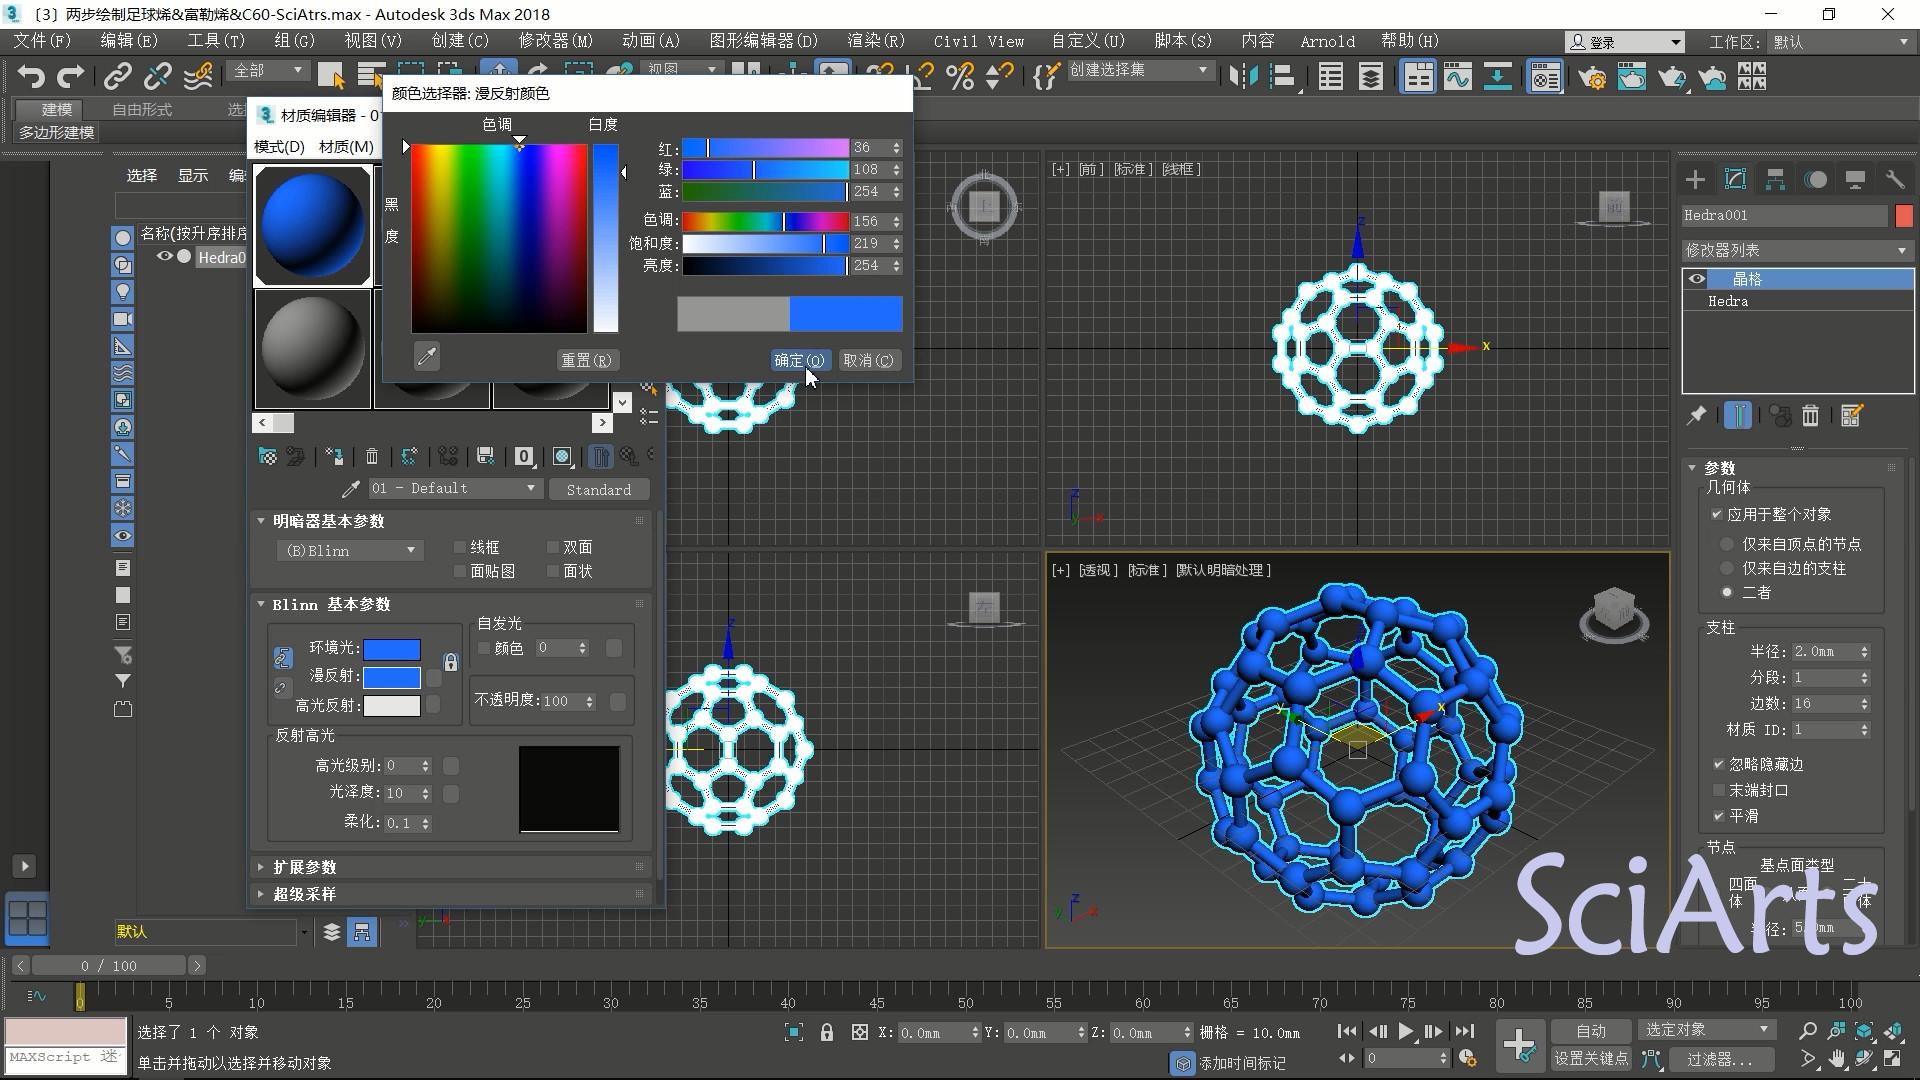 〔3〕两步绘制足球烯&富勒烯&C60-SciAtrs.max - Autodesk 3ds Max 2018
文件(F) 编辑(E) 工具(T) 组(G) 视图(V) 创建(C) 修改器(M) 动画(A) 图形编辑器(D) 渲染(R) Civil View 自定义(U) 脚本(S) 内容 Arnold 帮助(H) 登录 工作区: 默认
全部 视图 创建选择集
建模 自由形式
多边形建模
材质编辑器 - 0
模式(D) 材质(M)
颜色选择器: 漫反射颜色
色调 白度
黑度
红: 36
绿: 108
蓝: 254
色调: 156
饱和度: 219
亮度: 254
重置(R) 确定(O) 取消(C)
选择 显示
名称(按升序排序
Hedra0
01 - Default Standard
明暗器基本参数
(B)Blinn 线框 双面
面贴图 面状
Blinn 基本参数
环境光:
漫反射:
高光反射:
自发光
颜色 0
不透明度: 100
反射高光
高光级别: 0
光泽度: 10
柔化: 0.1
扩展参数
超级采样
[+] [前] [标准] [线框]
上 北 东 南
前
z x
左
[+] [透视] [标准] [默认明暗处理]
Hedra001
修改器列表
晶格
Hedra
参数
几何体
应用于整个对象
仅来自顶点的节点
仅来自边的支柱
二者
支柱
半径: 2.0mm
分段: 1
边数: 16
材质 ID: 1
忽略隐藏边
末端封口
平滑
节点
基点面类型
四面体
SciArts
默认
0 / 100
0 5 10 15 20 25 30 35 40 45 50 55 60 65 70 75 80 85 90 95 100
选择了 1 个 对象
X: 0.0mm Y: 0.0mm Z: 0.0mm 栅格 = 10.0mm
自动 选定对象
MAXScript 迷
单击并拖动以选择并移动对象
添加时间标记
0
设置关键点 过滤器...